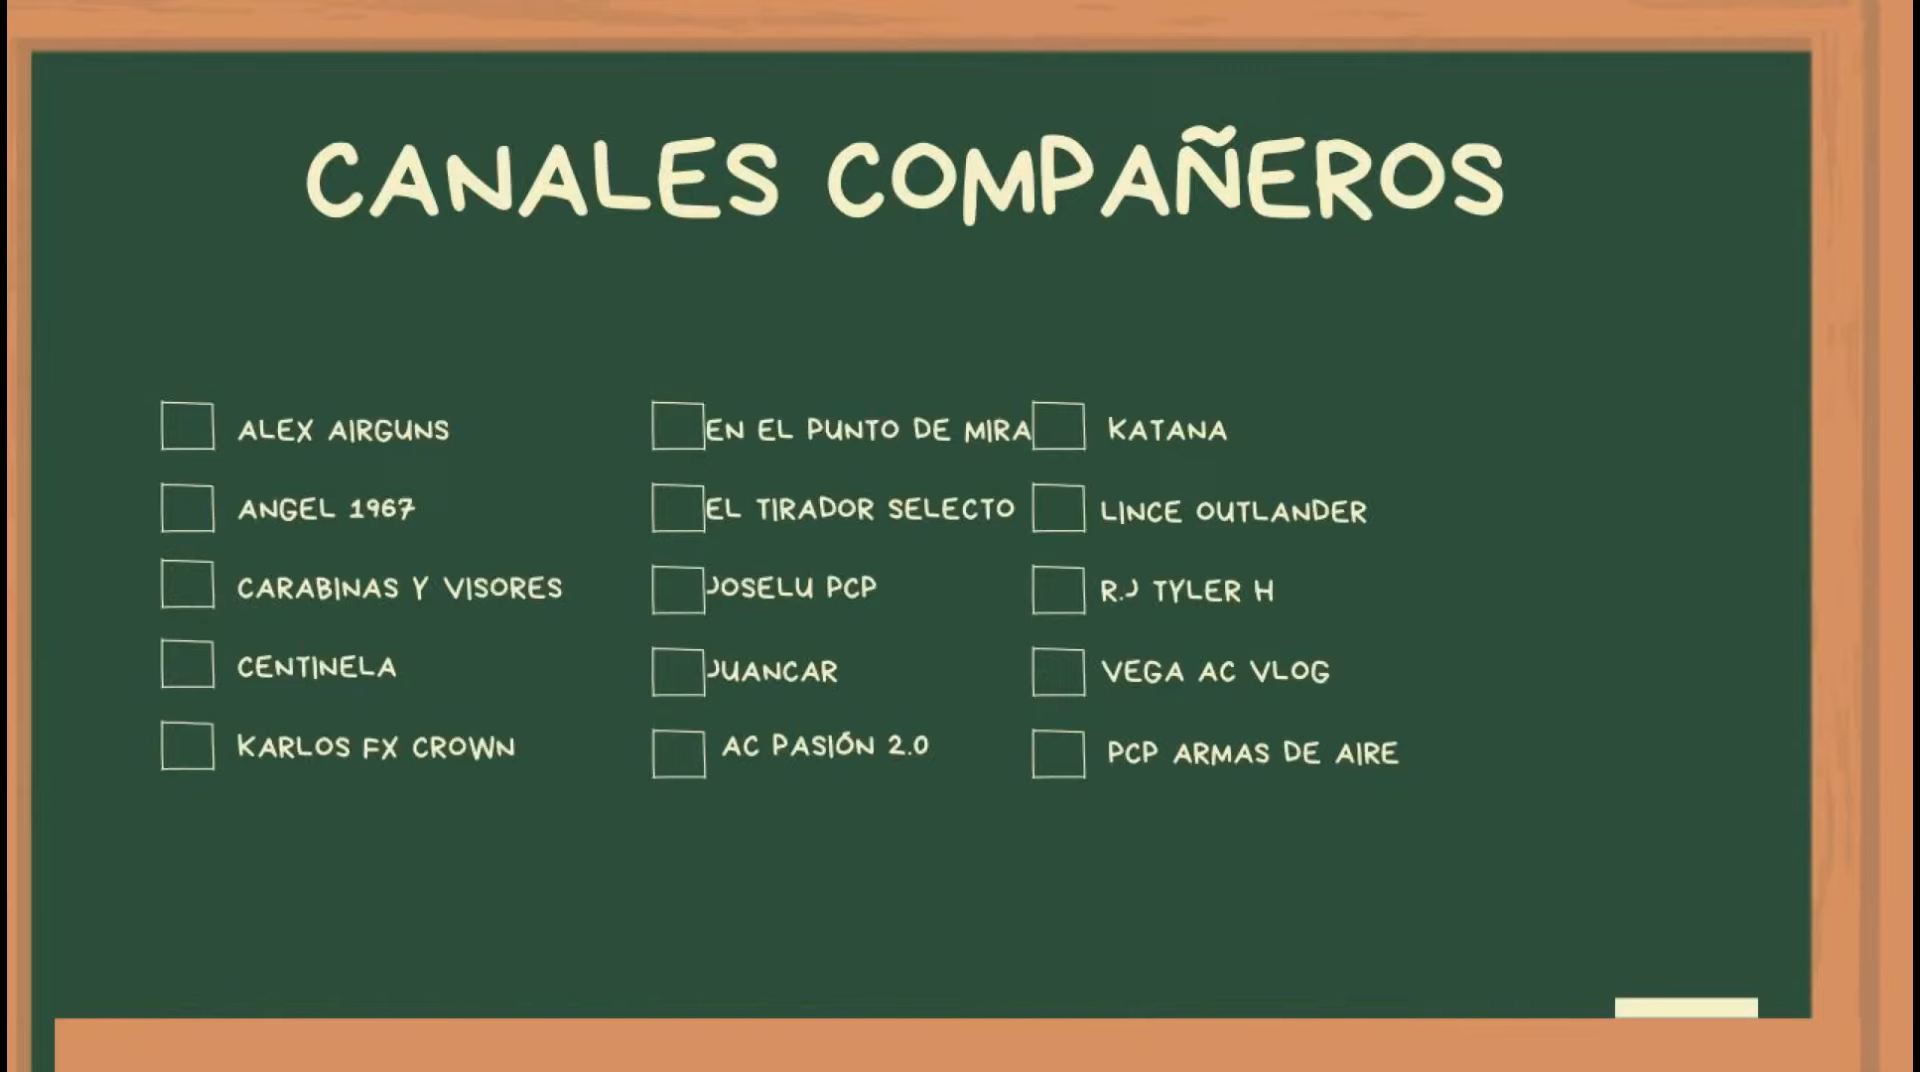 CANALES COMPAÑEROS
ALEX AIRGUNS
ANGEL 1967
CARABINAS Y VISORES
CENTINELA
KARLOS FX CROWN
EN EL PUNTO DE MIRA
EL TIRADOR SELECTO
JOSELU PCP
JUANCAR
AC PASIÓN 2.0
KATANA
LINCE OUTLANDER
R.J TYLER H
VEGA AC VLOG
PCP ARMAS DE AIRE